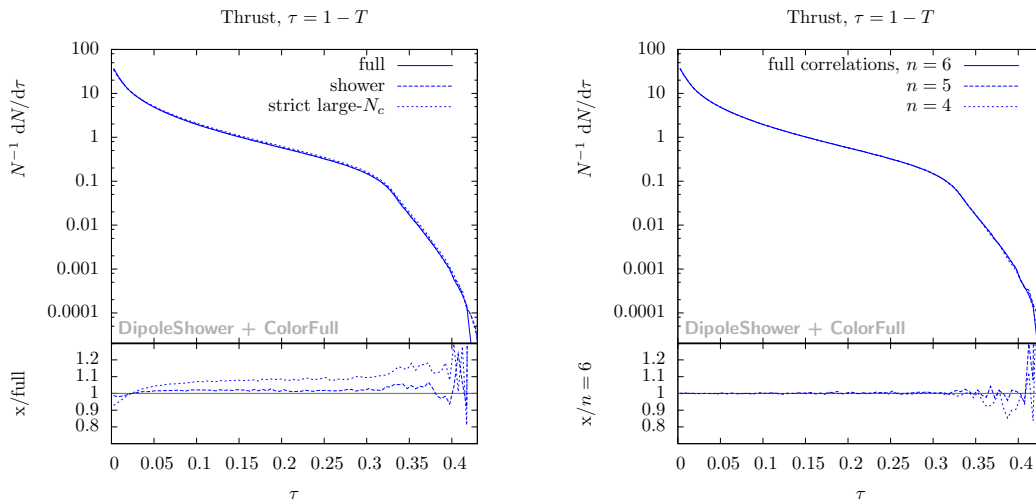 Thrust, τ = 1 − T
N⁻¹ dN/dτ
100
10
1
0.1
0.01
0.001
0.0001
full
shower
strict large-N_c
DipoleShower + ColorFull
x/full
1.2
1.1
1
0.9
0.8
0 0.05 0.1 0.15 0.2 0.25 0.3 0.35 0.4
τ
Thrust, τ = 1 − T
N⁻¹ dN/dτ
100
10
1
0.1
0.01
0.001
0.0001
full correlations, n = 6
n = 5
n = 4
DipoleShower + ColorFull
x/n = 6
1.2
1.1
1
0.9
0.8
0 0.05 0.1 0.15 0.2 0.25 0.3 0.35 0.4
τ